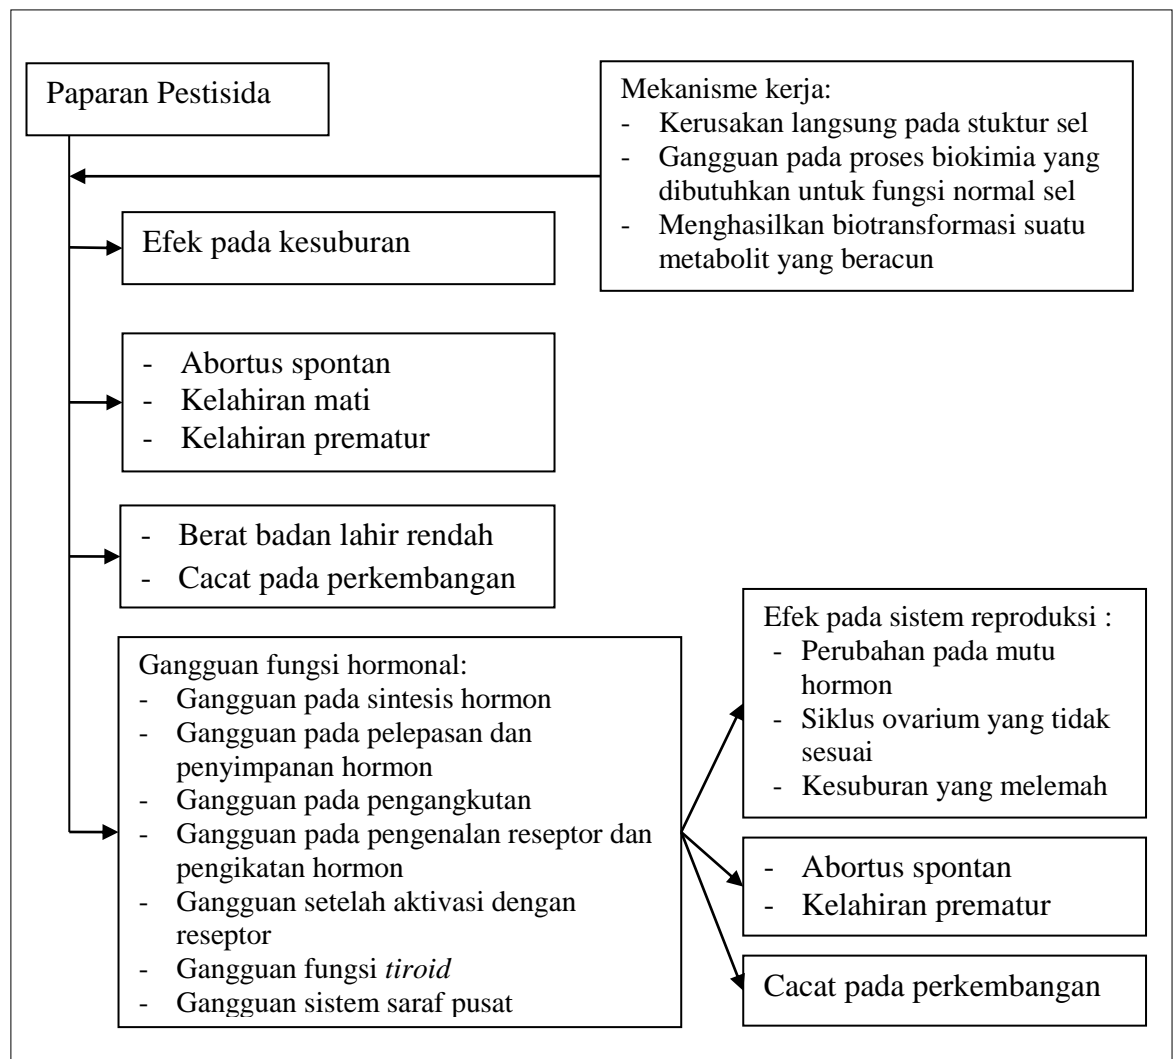 Paparan Pestisida
Mekanisme kerja:
- Kerusakan langsung pada stuktur sel
- Gangguan pada proses biokimia yang
dibutuhkan untuk fungsi normal sel
- Menghasilkan biotransformasi suatu
metabolit yang beracun
Efek pada kesuburan
- Abortus spontan
- Kelahiran mati
- Kelahiran prematur
- Berat badan lahir rendah
- Cacat pada perkembangan
Gangguan fungsi hormonal:
- Gangguan pada sintesis hormon
- Gangguan pada pelepasan dan
penyimpanan hormon
- Gangguan pada pengangkutan
- Gangguan pada pengenalan reseptor dan
pengikatan hormon
- Gangguan setelah aktivasi dengan
reseptor
- Gangguan fungsi tiroid
- Gangguan sistem saraf pusat
Efek pada sistem reproduksi :
- Perubahan pada mutu
hormon
- Siklus ovarium yang tidak
sesuai
- Kesuburan yang melemah
- Abortus spontan
- Kelahiran prematur
Cacat pada perkembangan